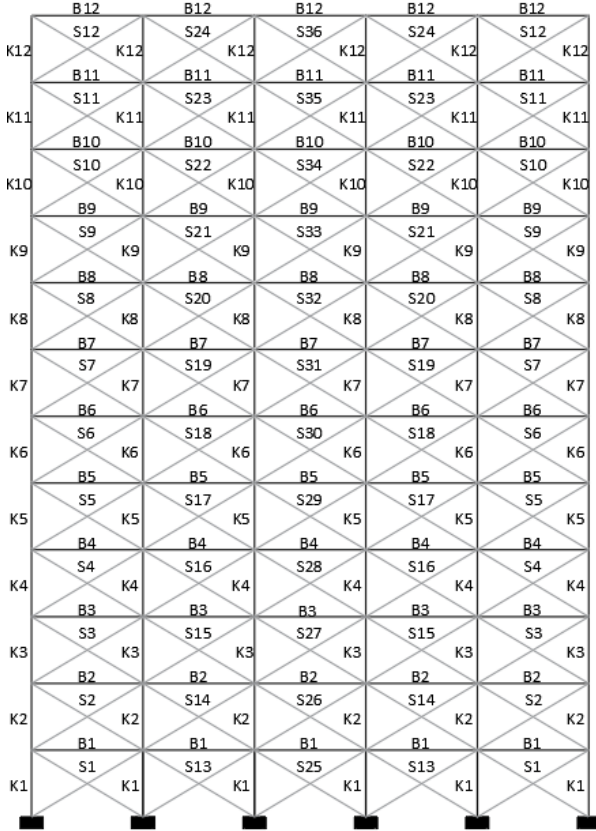 B12 B12 B12 B12 B12
S12 S24 S36 S24 S12
K12 K12 K12 K12 K12 K12
B11 B11 B11 B11 B11
S11 S23 S35 S23 S11
K11 K11 K11 K11 K11 K11
B10 B10 B10 B10 B10
S10 S22 S34 S22 S10
K10 K10 K10 K10 K10 K10
B9 B9 B9 B9 B9
S9 S21 S33 S21 S9
K9 K9 K9 K9 K9 K9
B8 B8 B8 B8 B8
S8 S20 S32 S20 S8
K8 K8 K8 K8 K8 K8
B7 B7 B7 B7 B7
S7 S19 S31 S19 S7
K7 K7 K7 K7 K7 K7
B6 B6 B6 B6 B6
S6 S18 S30 S18 S6
K6 K6 K6 K6 K6 K6
B5 B5 B5 B5 B5
S5 S17 S29 S17 S5
K5 K5 K5 K5 K5 K5
B4 B4 B4 B4 B4
S4 S16 S28 S16 S4
K4 K4 K4 K4 K4 K4
B3 B3 B3 B3 B3
S3 S15 S27 S15 S3
K3 K3 K3 K3 K3 K3
B2 B2 B2 B2 B2
S2 S14 S26 S14 S2
K2 K2 K2 K2 K2 K2
B1 B1 B1 B1 B1
S1 S13 S25 S13 S1
K1 K1 K1 K1 K1 K1